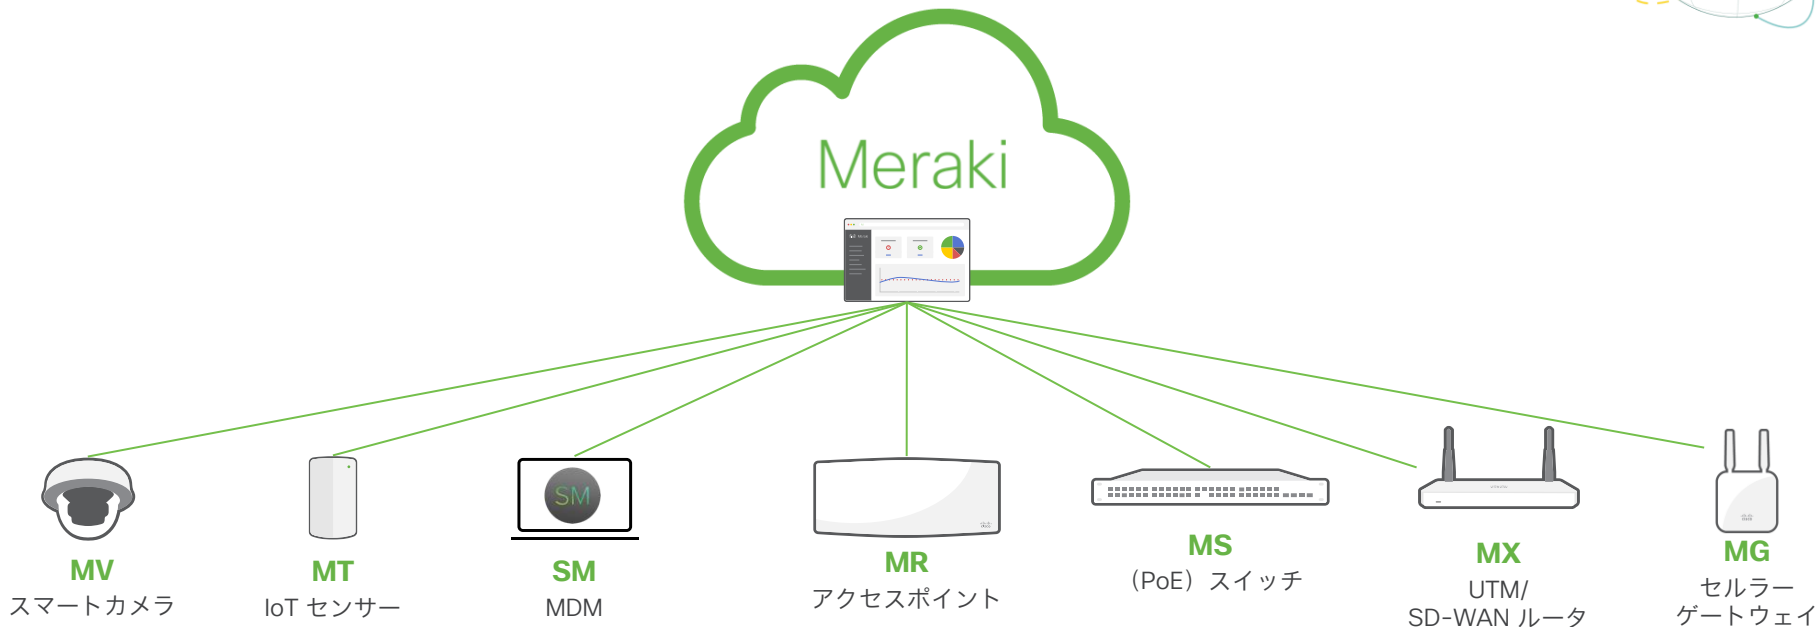 Meraki
SM
MV
スマートカメラ
MT
IoT センサー
SM
MDM
MR
アクセスポイント
MS
（PoE）スイッチ
MX
UTM/
SD-WAN ルータ
MG
セルラー
ゲートウェイ